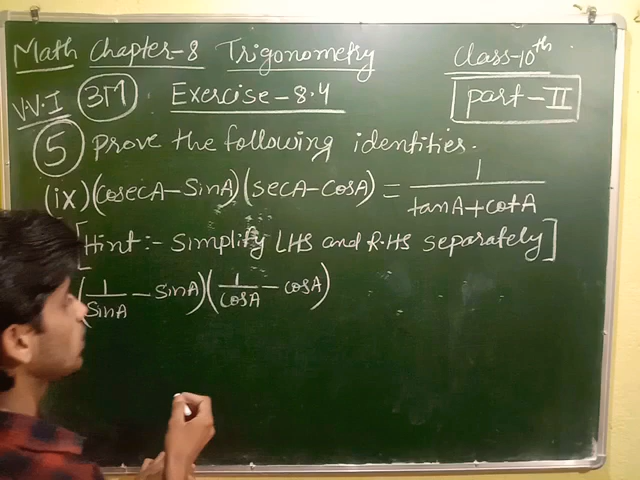 Math Chapter-8 Trigonometry Class-10th
V.V.I 3M Exercise-8.4 part-II
5 prove the following identities.
(ix) (cosecA-SinA)(secA-cosA) = 1/tanA+cotA
[Hint:- Simplify LHS and R.HS separately]
(1/SinA - SinA)(1/cosA - cosA)